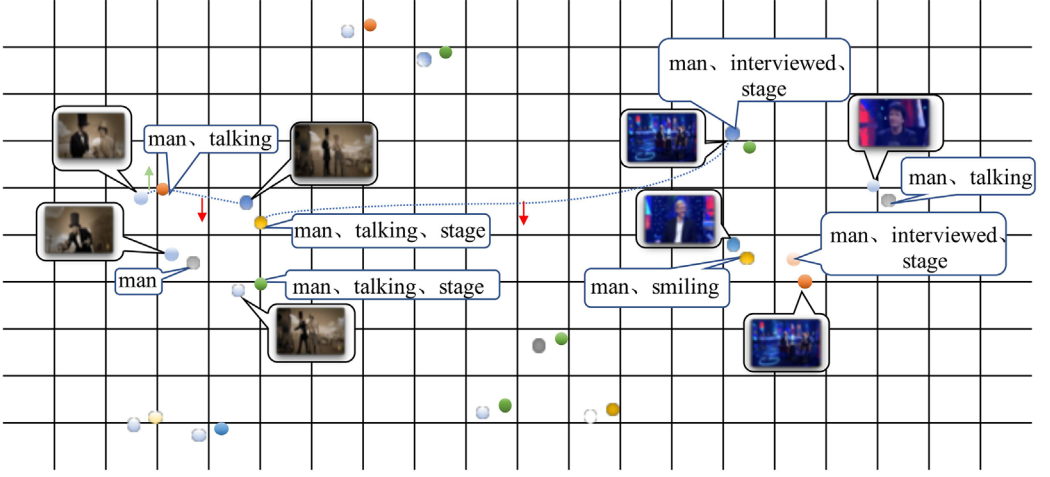 man、interviewed、
stage
man、talking
man、talking
man、talking、stage
man、interviewed、
stage
man
man、talking、stage
man、smiling